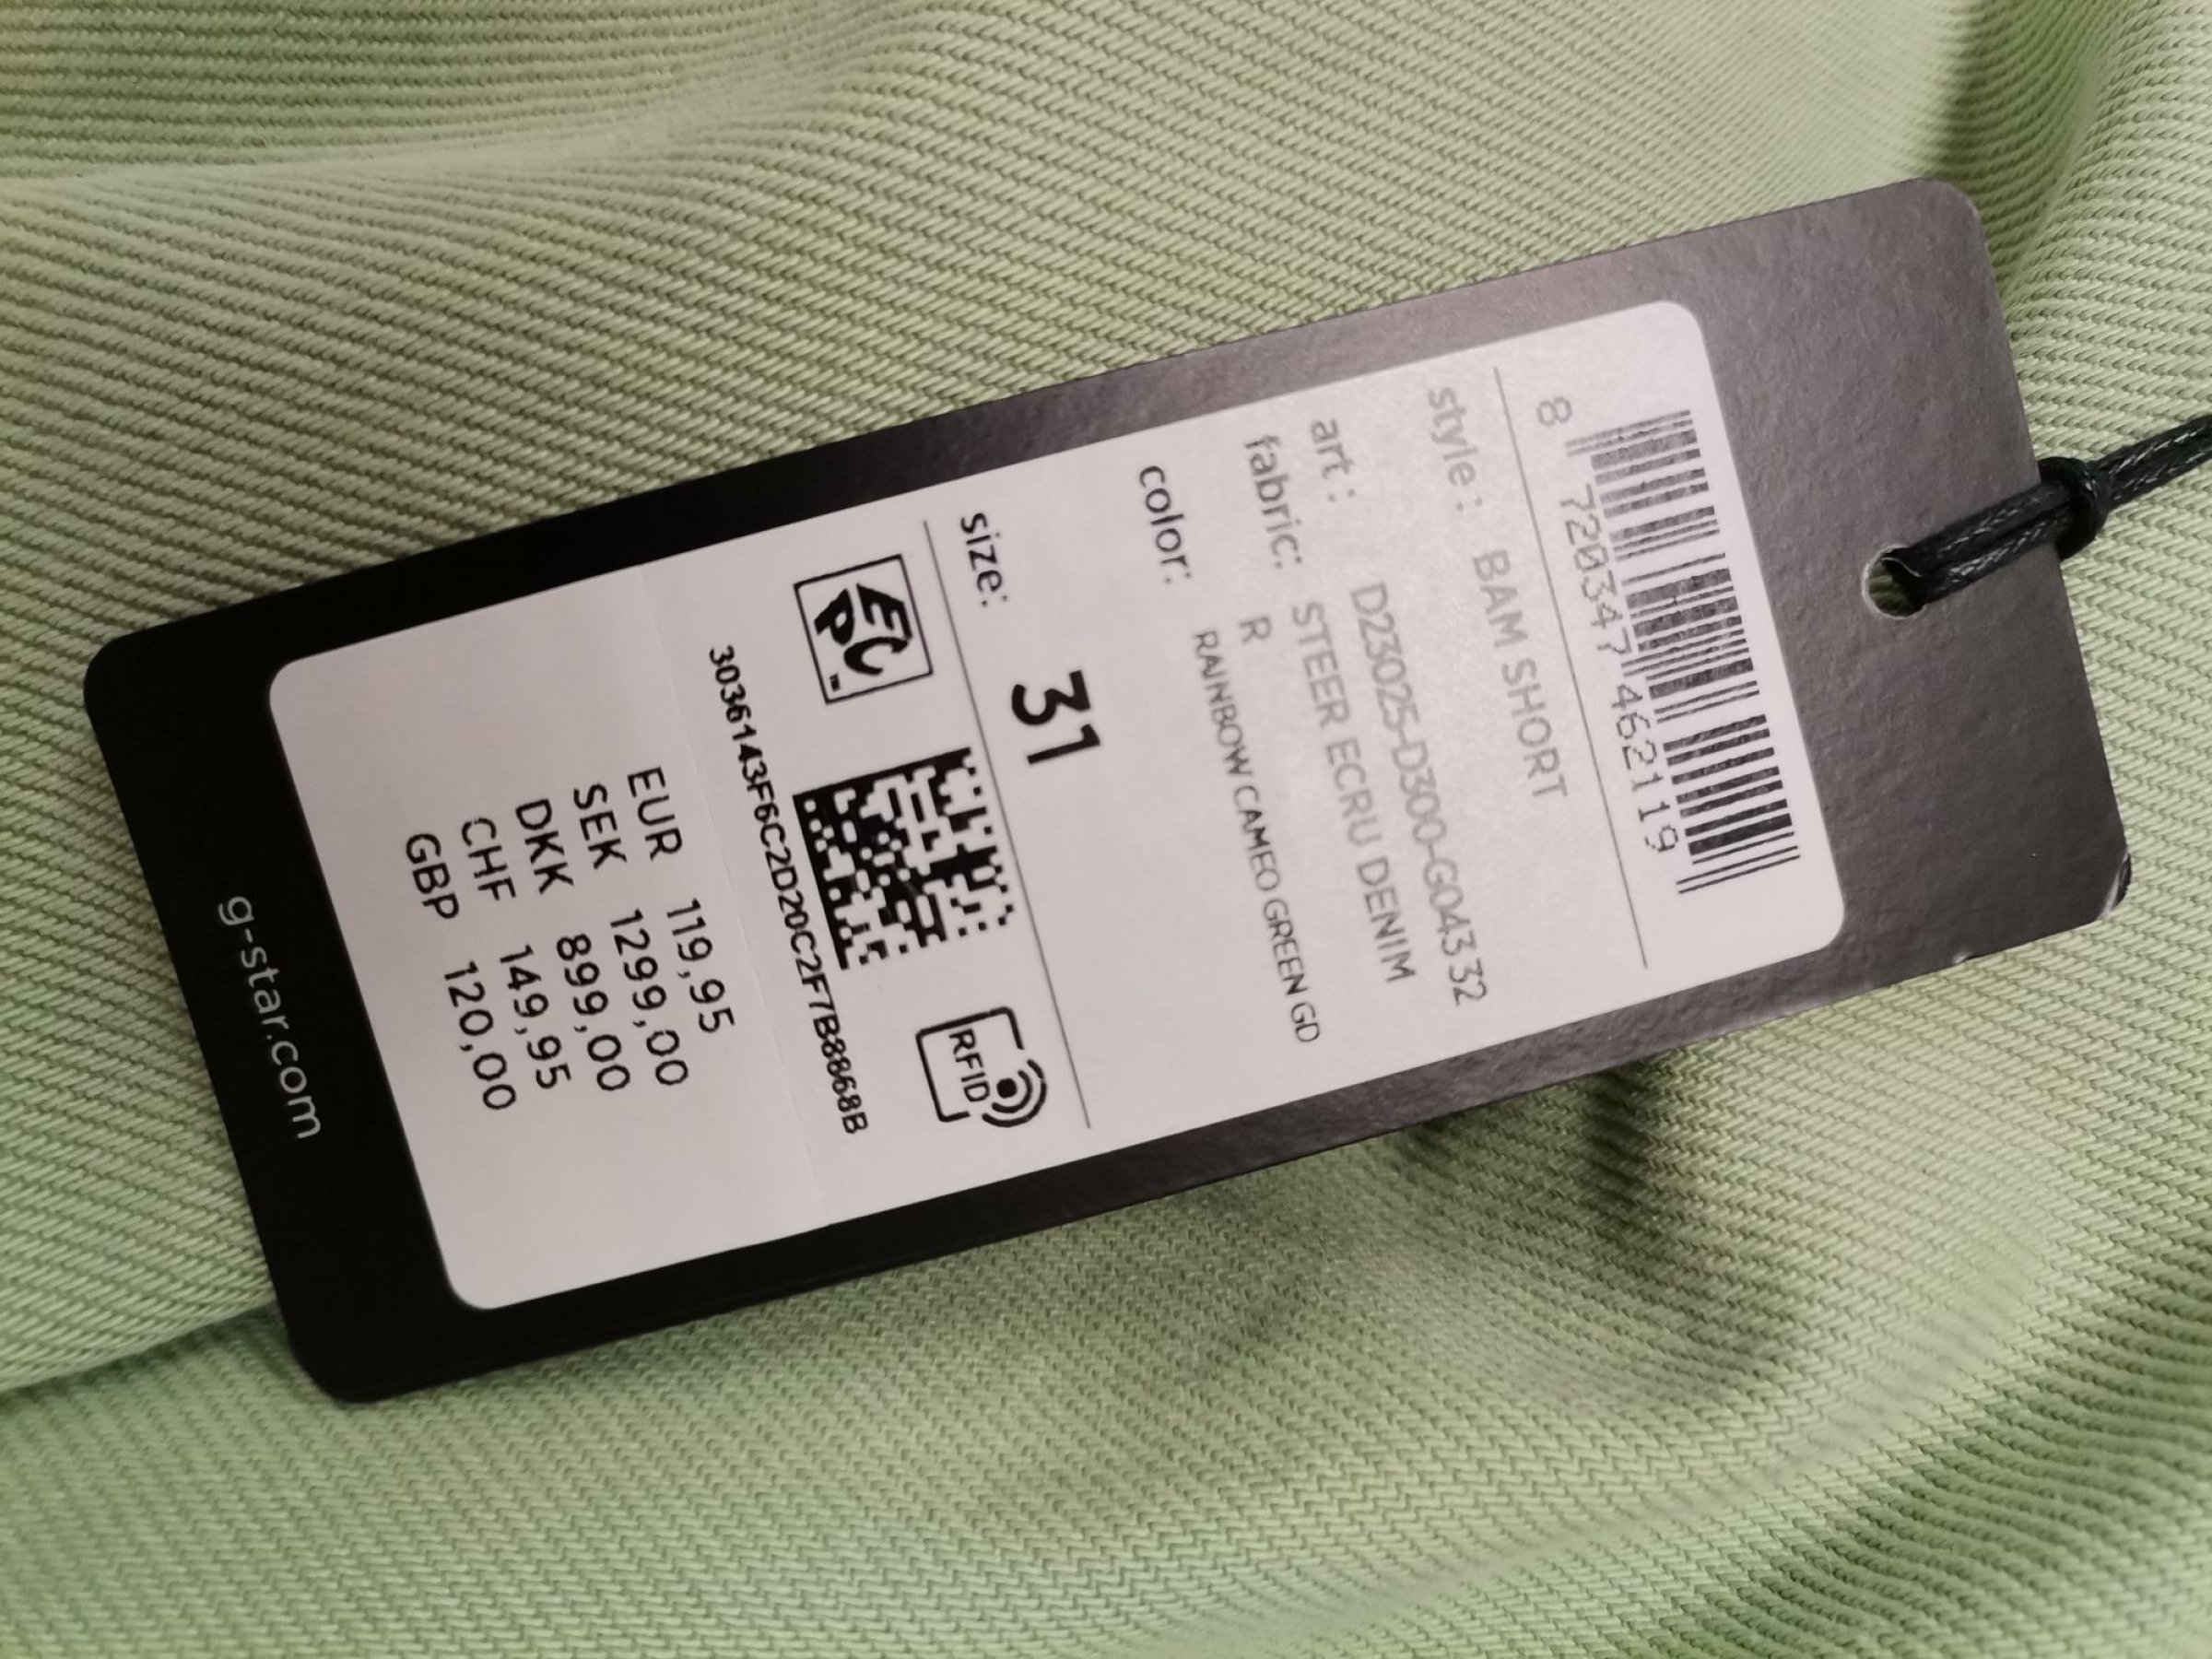 8 720347 462119
style: BAM SHORT
art: D23025-D300-G043 32
fabric: STEER ECRU DENIM
R
color: RAINBOW CAMEO GREEN GD
size: 31
EPC™
RFID
3036143F6C2D20C2F7B8868B
EUR 119,95
SEK 1299,00
DKK 899,00
CHF 149,95
GBP 120,00
g-star.com